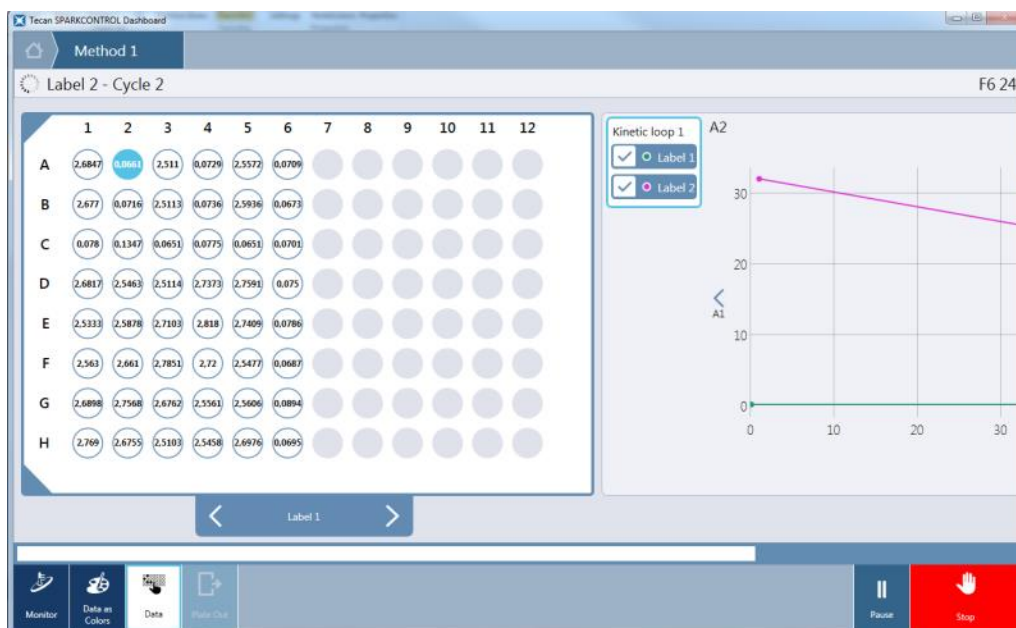 Tecan SPARKCONTROL Dashboard
Method 1
Label 2 - Cycle 2
F6 24
1 2 3 4 5 6 7 8 9 10 11 12
A 2,6847 0,0661 2,511 0,0729 2,5572 0,0709
B 2,677 0,0716 2,5113 0,0736 2,5936 0,0673
C 0,078 0,1347 0,0651 0,0775 0,0651 0,0701
D 2,6817 2,5463 2,5114 2,7373 2,7591 0,075
E 2,5333 2,5878 2,7103 2,818 2,7409 0,0786
F 2,563 2,661 2,7851 2,72 2,5477 0,0687
G 2,6898 2,7568 2,6762 2,5561 2,5606 0,0894
H 2,769 2,6755 2,5103 2,5458 2,6976 0,0695
Label 1
Kinetic loop 1
Label 1
Label 2
A2
30
20
10
0
A1
0 10 20 30
Monitor
Data as
Colors
Data
Plate Out
Pause
Stop